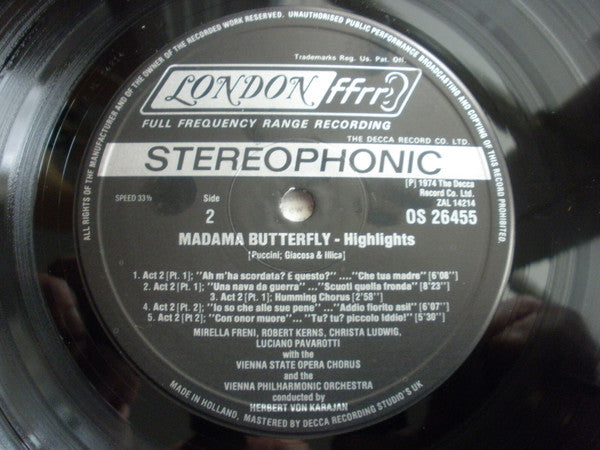 ALL RIGHTS OF THE MANUFACTURER AND OF THE OWNER OF THE RECORDED WORK RESERVED. UNAUTHORISED PUBLIC PERFORMANCE BROADCASTING AND COPYING OF THIS RECORD PROHIBITED.
Trademarks Reg. Us. Pat. Off.
LONDON ffrr
FULL FREQUENCY RANGE RECORDING
THE DECCA RECORD CO. LTD.
STEREOPHONIC
[P] 1974 The Decca
Record Co. Ltd.
ZAL 14214
SPEED 33⅓
Side
2
OS 26455
MADAMA BUTTERFLY - Highlights
[Puccini; Giacosa & Illica]
1. Act 2 [Pt. 1]; "Ah m'ha scordata? E questo?" ...."Che tua madre" [6'08"]
2. Act 2 [Pt. 1]; "Una nava da guerra" ..."Scuoti quella fronda" [8'23"]
3. Act 2 [Pt. 1]; Humming Chorus [2'58"]
4. Act 2 [Pt. 2]; "Io so che alle sue pene" ..."Addio fiorito asil" [6'07"]
5. Act 2 [Pt 2]; "Con onor muore"... "Tu? tu? piccolo Iddio!" [5'30"]
MIRELLA FRENI, ROBERT KERNS, CHRISTA LUDWIG,
LUCIANO PAVAROTTI
with the
VIENNA STATE OPERA CHORUS
and the
VIENNA PHILHARMONIC ORCHESTRA
conducted by
HERBERT VON KARAJAN
MADE IN HOLLAND, MASTERED BY DECCA RECORDING STUDIO'S UK